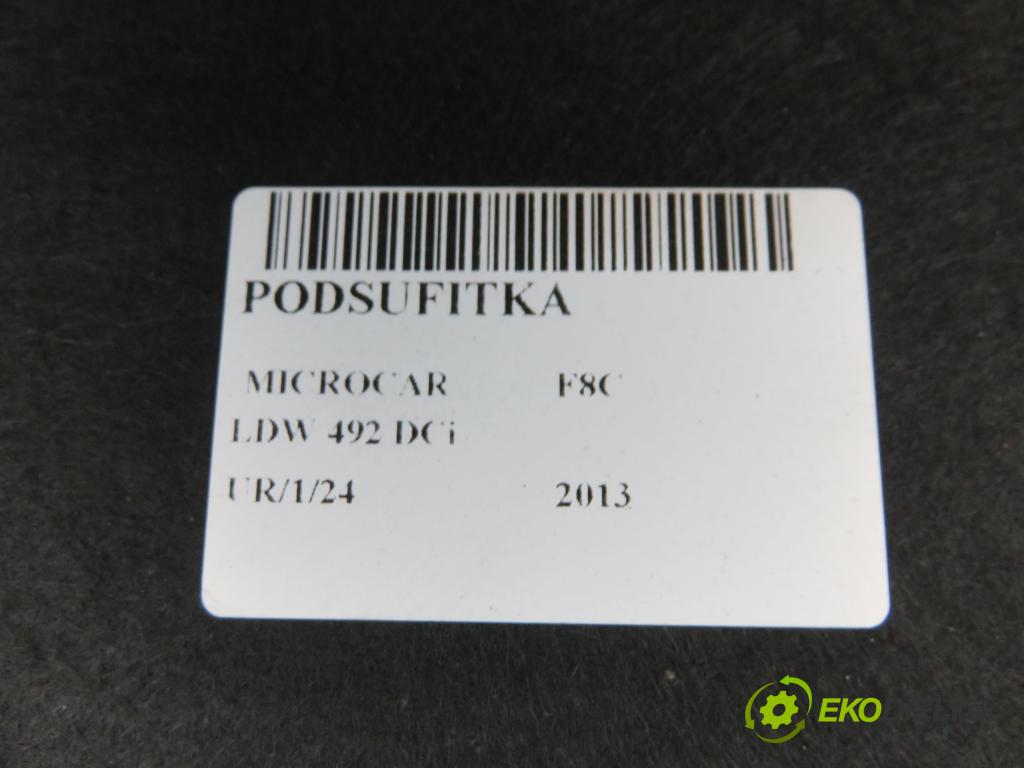 PODSUFITKA
MICROCAR F8C
LDW 492 DCi
UR/1/24 2013
EKO